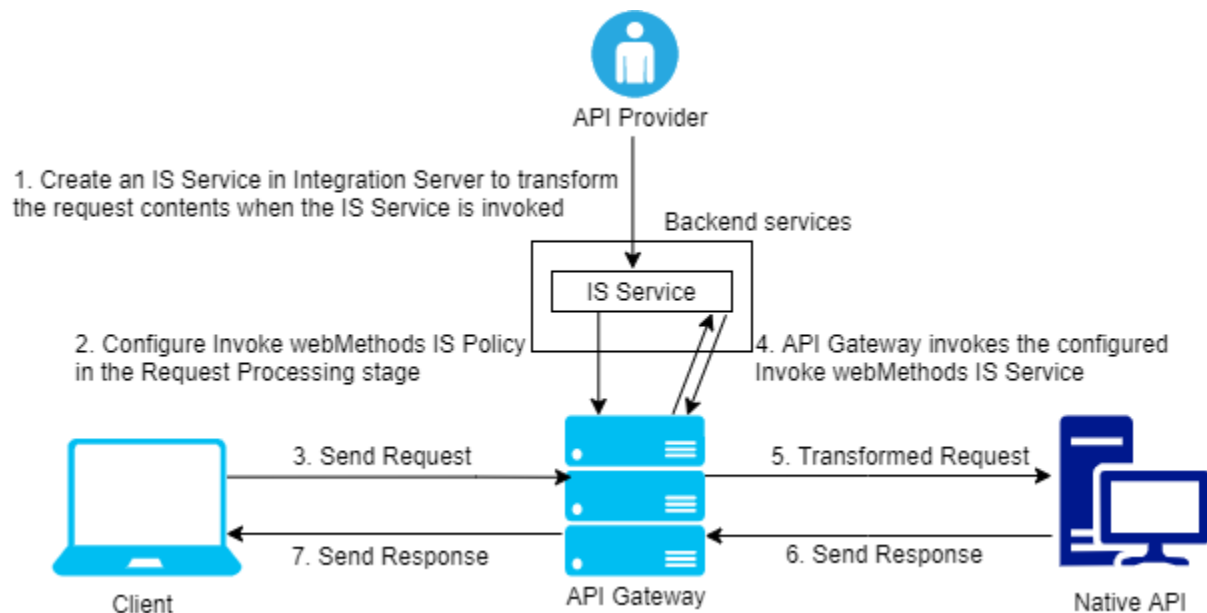 API Provider
1. Create an IS Service in Integration Server to transform
the request contents when the IS Service is invoked
Backend services
IS Service
2. Configure Invoke webMethods IS Policy
in the Request Processing stage
4. API Gateway invokes the configured
Invoke webMethods IS Service
3. Send Request
5. Transformed Request
7. Send Response
6. Send Response
Client
API Gateway
Native API